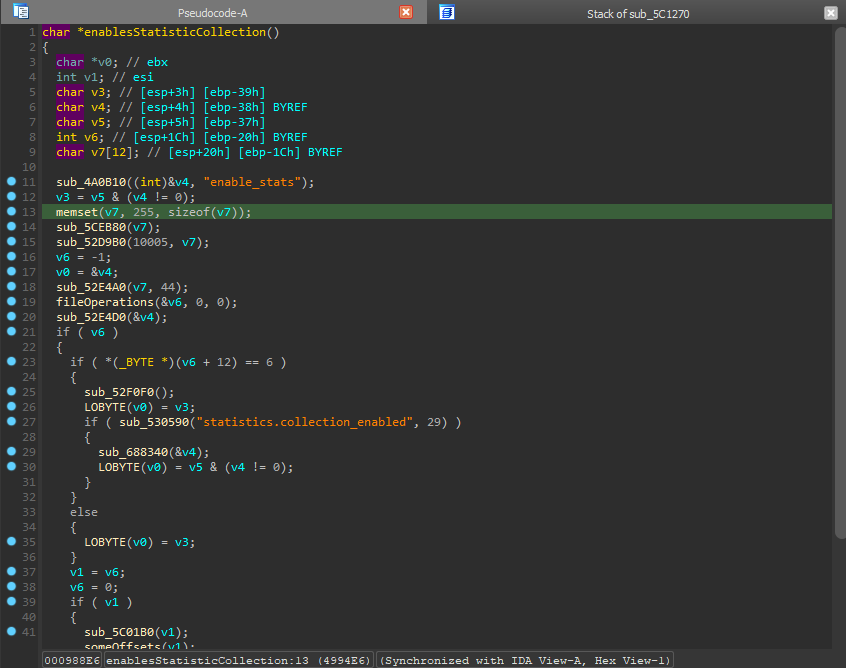 Pseudocode-A
Stack of sub_5C1270
1 char *enablesStatisticCollection()
2 {
3 char *v0; // ebx
4 int v1; // esi
5 char v3; // [esp+3h] [ebp-39h]
6 char v4; // [esp+4h] [ebp-38h] BYREF
7 char v5; // [esp+5h] [ebp-37h]
8 int v6; // [esp+1Ch] [ebp-20h] BYREF
9 char v7[12]; // [esp+20h] [ebp-1Ch] BYREF
10
11 sub_4A0B10((int)&v4, "enable_stats");
12 v3 = v5 & (v4 != 0);
13 memset(v7, 255, sizeof(v7));
14 sub_5CEB80(v7);
15 sub_52D9B0(10005, v7);
16 v6 = -1;
17 v0 = &v4;
18 sub_52E4A0(v7, 44);
19 fileOperations(&v6, 0, 0);
20 sub_52E4D0(&v4);
21 if ( v6 )
22 {
23 if ( *(_BYTE *)(v6 + 12) == 6 )
24 {
25 sub_52F0F0();
26 LOBYTE(v0) = v3;
27 if ( sub_530590("statistics.collection_enabled", 29) )
28 {
29 sub_688340(&v4);
30 LOBYTE(v0) = v5 & (v4 != 0);
31 }
32 }
33 else
34 {
35 LOBYTE(v0) = v3;
36 }
37 v1 = v6;
38 v6 = 0;
39 if ( v1 )
40 {
41 sub_5C01B0(v1);
someOffsets(v1);
000988E6 enablesStatisticCollection:13 (4994E6) (Synchronized with IDA View-A, Hex View-1)